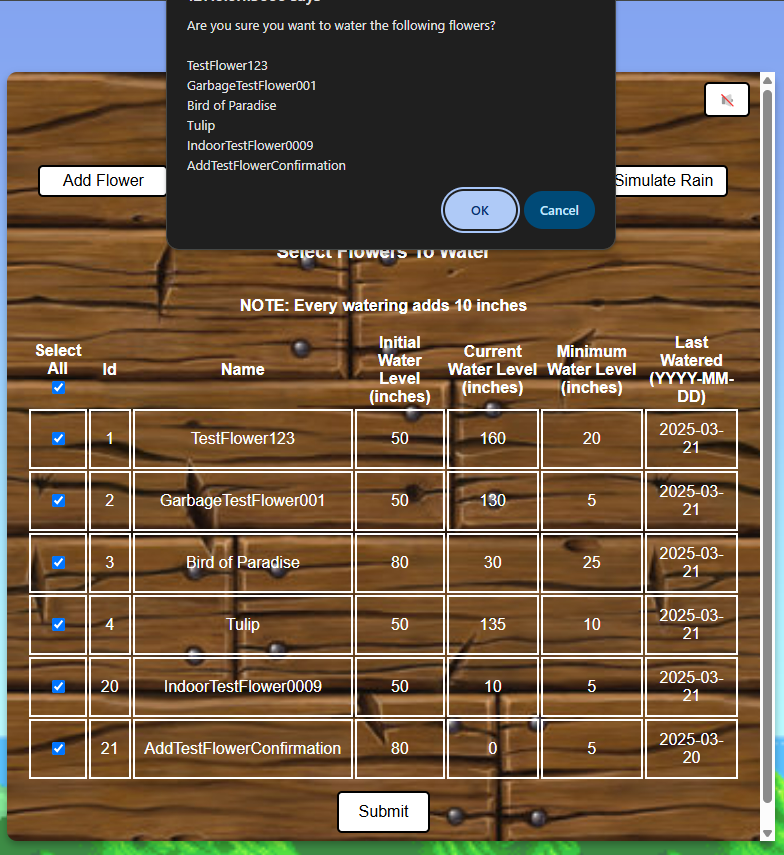 Are you sure you want to water the following flowers?
TestFlower123
GarbageTestFlower001
Bird of Paradise
Tulip
IndoorTestFlower0009
AddTestFlowerConfirmation
OK Cancel
Add Flower Simulate Rain
Select Flowers To Water
NOTE: Every watering adds 10 inches
Select
All
Id
Name
Initial
Water
Level
(inches)
Current
Water Level
(inches)
Minimum
Water Level
(inches)
Last
Watered
(YYYY-MM-
DD)
1 TestFlower123 50 160 20 2025-03-
21
2 GarbageTestFlower001 50 130 5 2025-03-
21
3 Bird of Paradise 80 30 25 2025-03-
21
4 Tulip 50 135 10 2025-03-
21
20 IndoorTestFlower0009 50 10 5 2025-03-
21
21 AddTestFlowerConfirmation 80 0 5 2025-03-
20
Submit